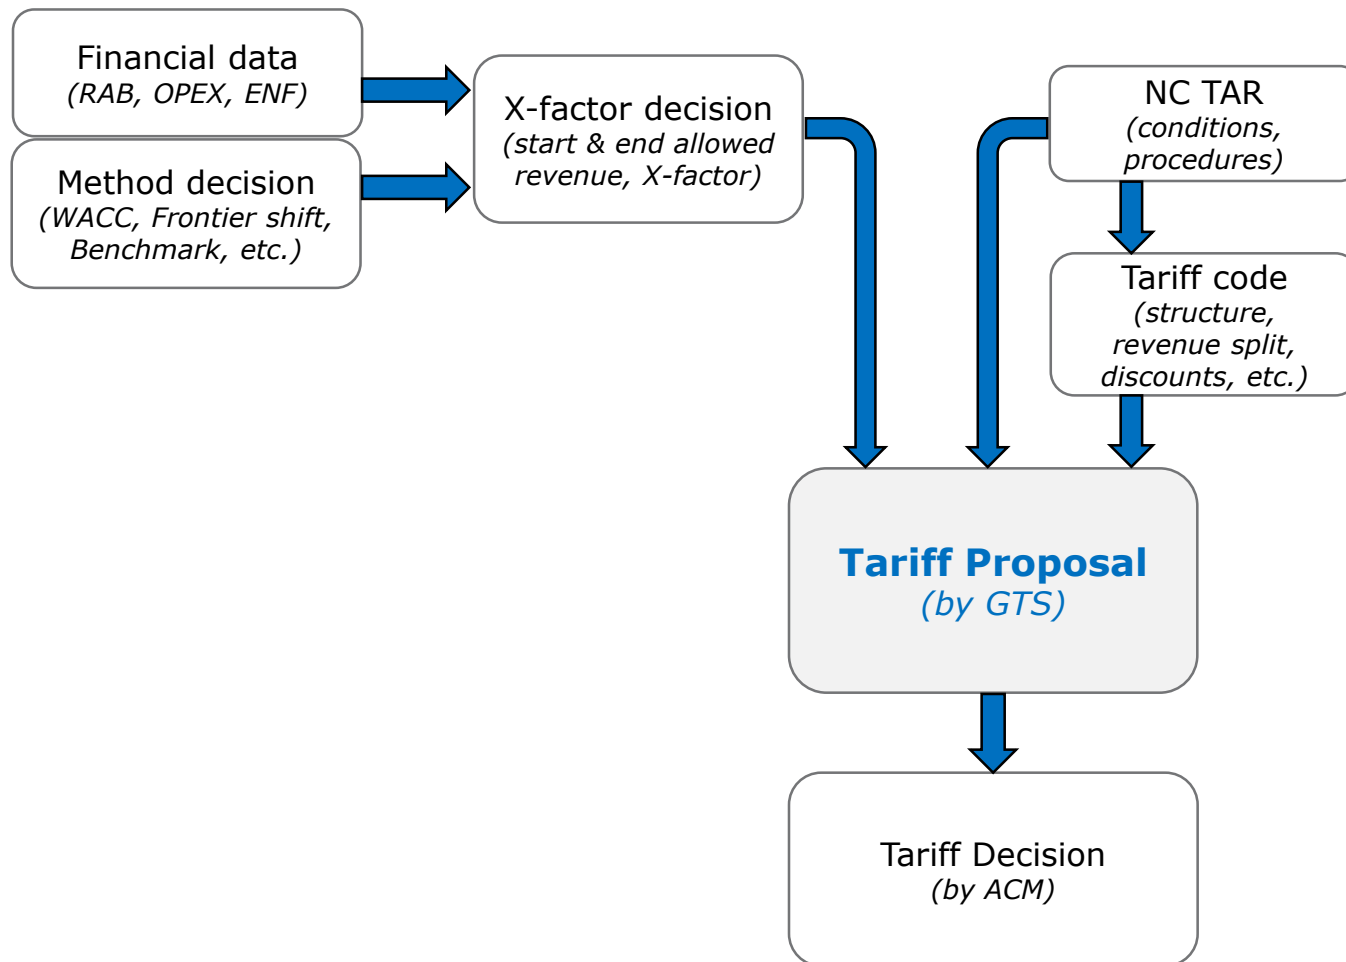 Financial data
(RAB, OPEX, ENF)
Method decision
(WACC, Frontier shift,
Benchmark, etc.)
X-factor decision
(start & end allowed
revenue, X-factor)
NC TAR
(conditions,
procedures)
Tariff code
(structure,
revenue split,
discounts, etc.)
Tariff Proposal
(by GTS)
Tariff Decision
(by ACM)